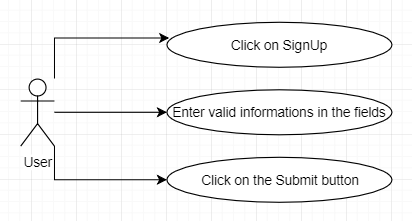 Click on SignUp
Enter valid informations in the fields
User
Click on the Submit button